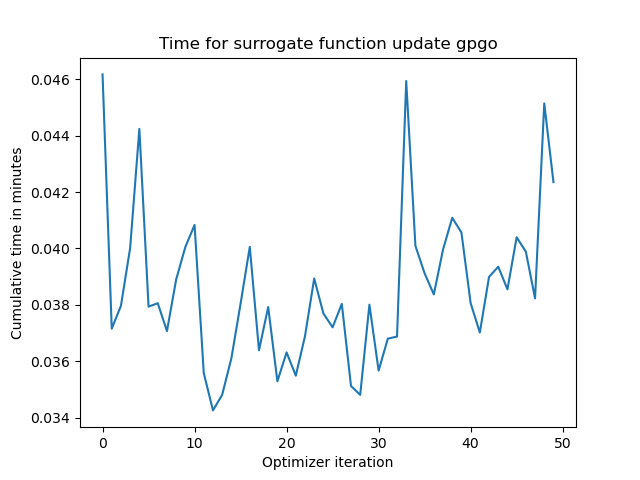 Time for surrogate function update gpgo
Cumulative time in minutes
0.046
0.044
0.042
0.040
0.038
0.036
0.034
0 10 20 30 40 50
Optimizer iteration